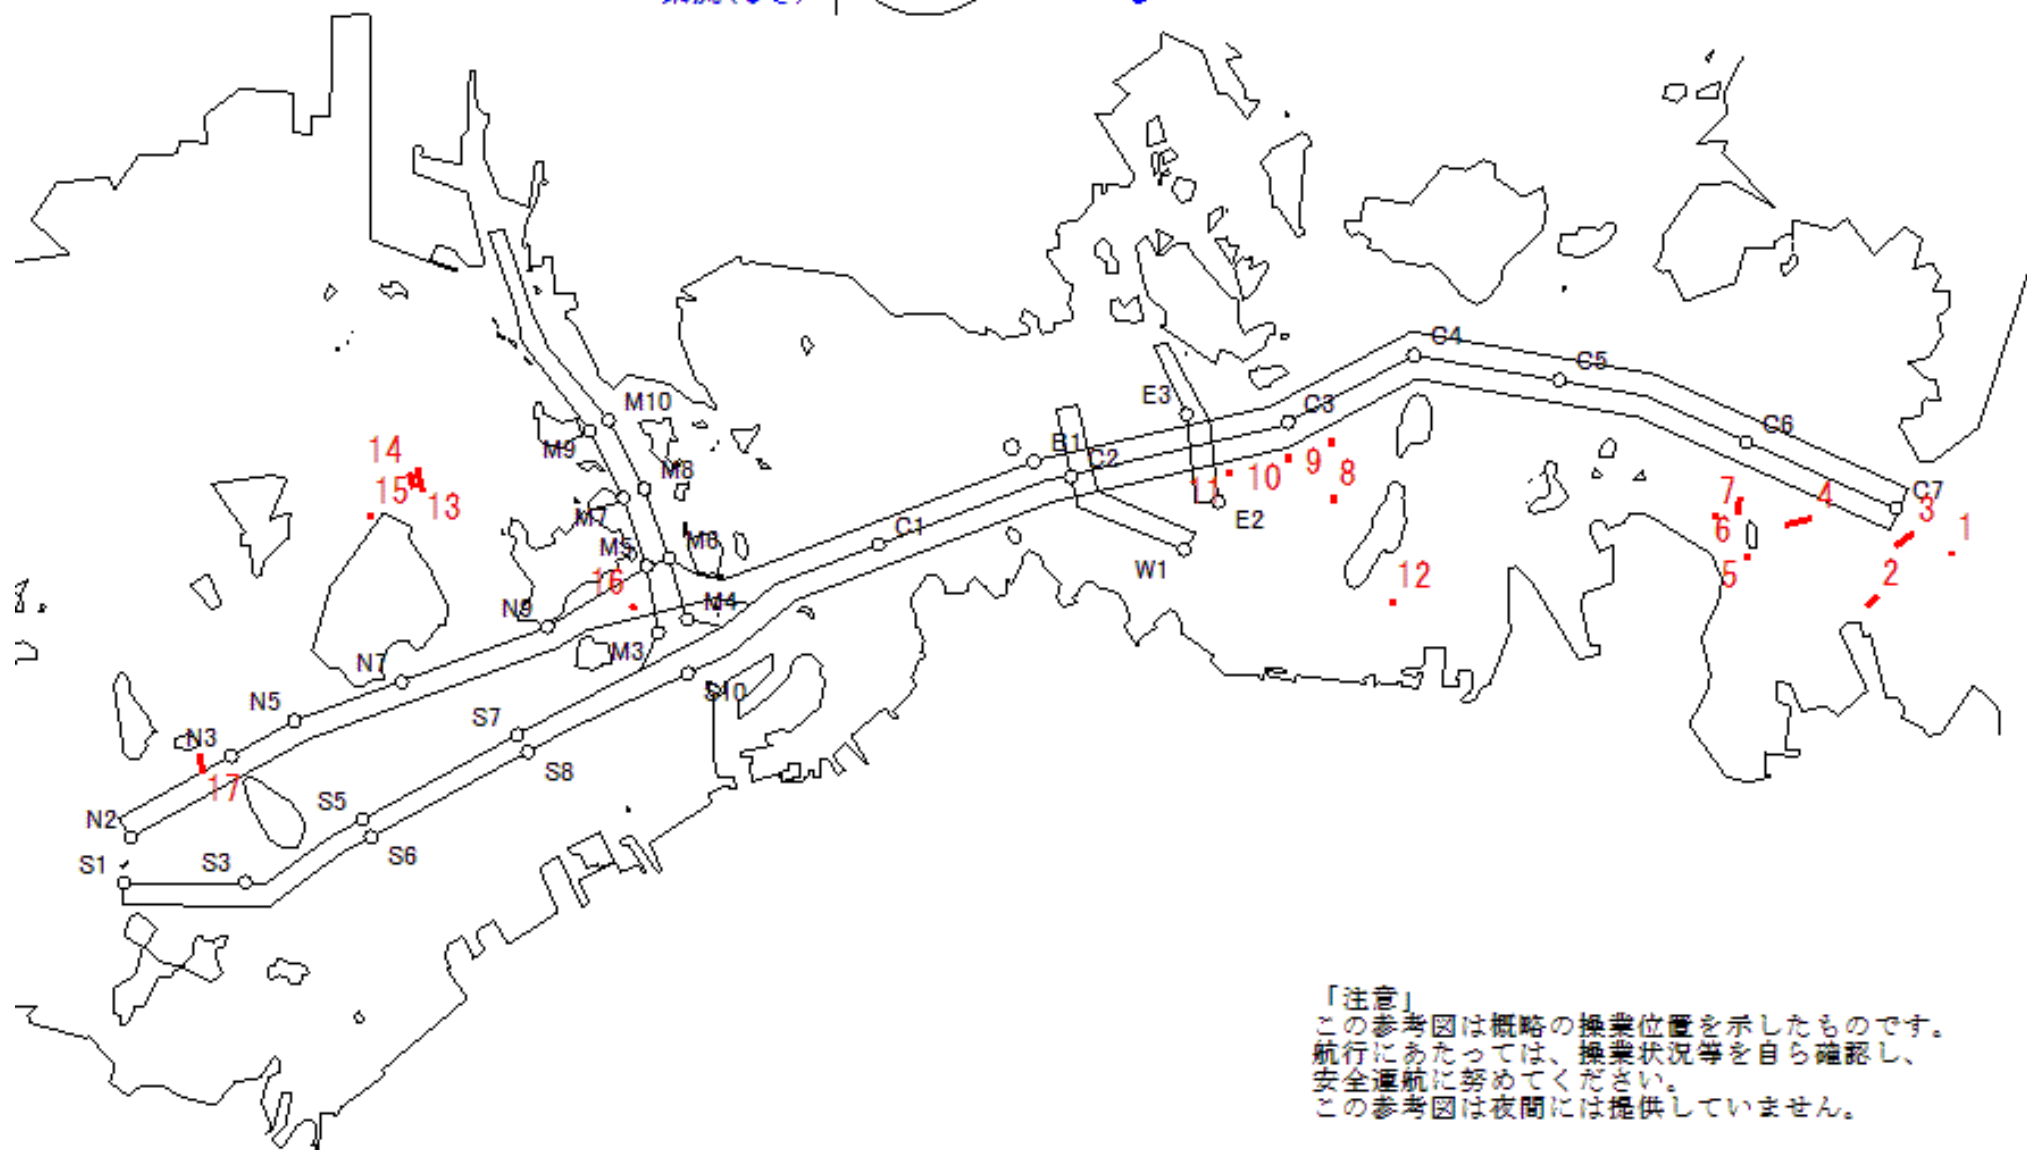 C4
C5
E3
C3
C6
M10
M9
B1
C2
14
9
10
8
11
M8
15
13
7
4
C7
3
E2
6
1
M7
C1
M5
M6
W1
5
2
12
16
N9
M4
M3
N7
S10
N5
S7
N3
S8
17
S5
N2
S6
S1
S3
「注意」
この参考図は概略の操業位置を示したものです。
航行にあたっては、操業状況等を自ら確認し、
安全運航に努めてください。
この参考図は夜間には提供していません。